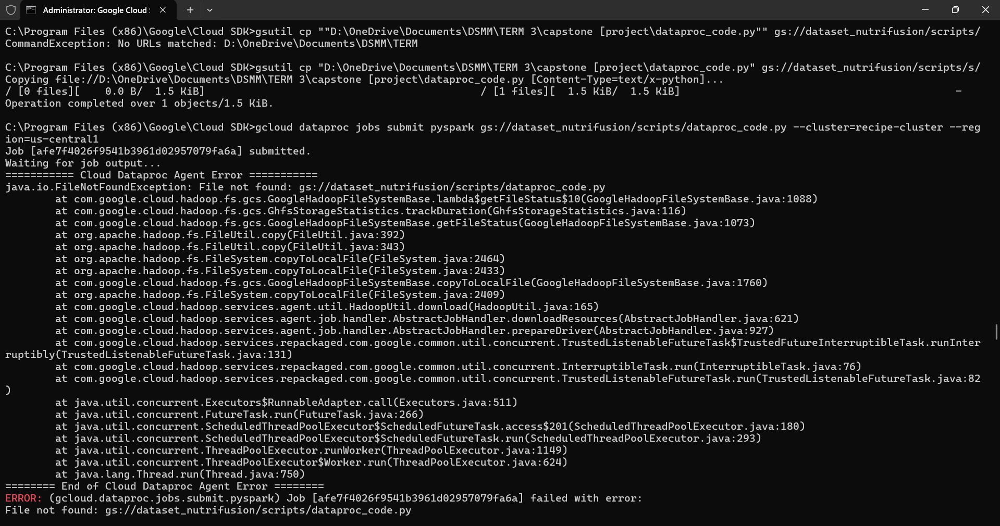 Administrator: Google Cloud S
C:\Program Files (x86)\Google\Cloud SDK>gsutil cp ""D:\OneDrive\Documents\DSMM\TERM 3\capstone [project\dataproc_code.py"" gs://dataset_nutrifusion/scripts/
CommandException: No URLs matched: D:\OneDrive\Documents\DSMM\TERM
C:\Program Files (x86)\Google\Cloud SDK>gsutil cp "D:\OneDrive\Documents\DSMM\TERM 3\capstone [project\dataproc_code.py" gs://dataset_nutrifusion/scripts/s/
Copying file://D:\OneDrive\Documents\DSMM\TERM 3\capstone [project\dataproc_code.py [Content-Type=text/x-python]...
/ [0 files][    0.0 B/  1.5 KiB]                                            / [1 files][  1.5 KiB/  1.5 KiB]                                            -
Operation completed over 1 objects/1.5 KiB.
C:\Program Files (x86)\Google\Cloud SDK>gcloud dataproc jobs submit pyspark gs://dataset_nutrifusion/scripts/dataproc_code.py --cluster=recipe-cluster --reg
ion=us-central1
Job [afe7f4026f9541b3961d02957079fa6a] submitted.
Waiting for job output...
=========== Cloud Dataproc Agent Error ===========
java.io.FileNotFoundException: File not found: gs://dataset_nutrifusion/scripts/dataproc_code.py
        at com.google.cloud.hadoop.fs.gcs.GoogleHadoopFileSystemBase.lambda$getFileStatus$10(GoogleHadoopFileSystemBase.java:1088)
        at com.google.cloud.hadoop.fs.gcs.GhfsStorageStatistics.trackDuration(GhfsStorageStatistics.java:116)
        at com.google.cloud.hadoop.fs.gcs.GoogleHadoopFileSystemBase.getFileStatus(GoogleHadoopFileSystemBase.java:1073)
        at org.apache.hadoop.fs.FileUtil.copy(FileUtil.java:392)
        at org.apache.hadoop.fs.FileUtil.copy(FileUtil.java:343)
        at org.apache.hadoop.fs.FileSystem.copyToLocalFile(FileSystem.java:2464)
        at org.apache.hadoop.fs.FileSystem.copyToLocalFile(FileSystem.java:2433)
        at com.google.cloud.hadoop.fs.gcs.GoogleHadoopFileSystemBase.copyToLocalFile(GoogleHadoopFileSystemBase.java:1760)
        at org.apache.hadoop.fs.FileSystem.copyToLocalFile(FileSystem.java:2409)
        at com.google.cloud.hadoop.services.agent.util.HadoopUtil.download(HadoopUtil.java:165)
        at com.google.cloud.hadoop.services.agent.job.handler.AbstractJobHandler.downloadResources(AbstractJobHandler.java:621)
        at com.google.cloud.hadoop.services.agent.job.handler.AbstractJobHandler.prepareDriver(AbstractJobHandler.java:927)
        at com.google.cloud.hadoop.services.repackaged.com.google.common.util.concurrent.TrustedListenableFutureTask$TrustedFutureInterruptibleTask.runInter
ruptibly(TrustedListenableFutureTask.java:131)
        at com.google.cloud.hadoop.services.repackaged.com.google.common.util.concurrent.InterruptibleTask.run(InterruptibleTask.java:76)
        at com.google.cloud.hadoop.services.repackaged.com.google.common.util.concurrent.TrustedListenableFutureTask.run(TrustedListenableFutureTask.java:82
)
        at java.util.concurrent.Executors$RunnableAdapter.call(Executors.java:511)
        at java.util.concurrent.FutureTask.run(FutureTask.java:266)
        at java.util.concurrent.ScheduledThreadPoolExecutor$ScheduledFutureTask.access$201(ScheduledThreadPoolExecutor.java:180)
        at java.util.concurrent.ScheduledThreadPoolExecutor$ScheduledFutureTask.run(ScheduledThreadPoolExecutor.java:293)
        at java.util.concurrent.ThreadPoolExecutor.runWorker(ThreadPoolExecutor.java:1149)
        at java.util.concurrent.ThreadPoolExecutor$Worker.run(ThreadPoolExecutor.java:624)
        at java.lang.Thread.run(Thread.java:750)
======== End of Cloud Dataproc Agent Error ========
ERROR: (gcloud.dataproc.jobs.submit.pyspark) Job [afe7f4026f9541b3961d02957079fa6a] failed with error:
File not found: gs://dataset_nutrifusion/scripts/dataproc_code.py